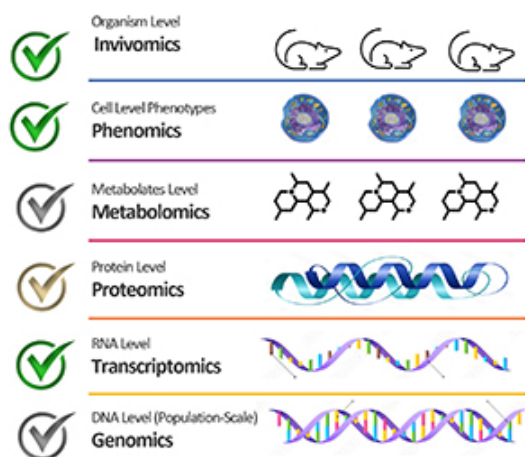 Organism Level
Invivomics
Cell Level Phenotypes
Phenomics
Metabolates Level
Metabolomics
Protein Level
Proteomics
RNA Level
Transcriptomics
DNA Level (Population-Scale)
Genomics